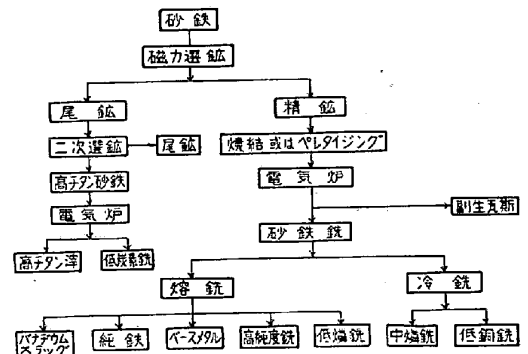 砂鉄
磁力選鉱
尾鉱
精鉱
二次選鉱
尾鉱
焼結或はペレタイジング
高チタン砂鉄
電気炉
電気炉
副生瓦斯
砂鉄銑
高チタン滓
低炭素銑
熔銑
冷銑
バナデウム
スラッグ
純鉄
ベースメタル
高純度銑
低燐銑
中燐銑
低銅銑